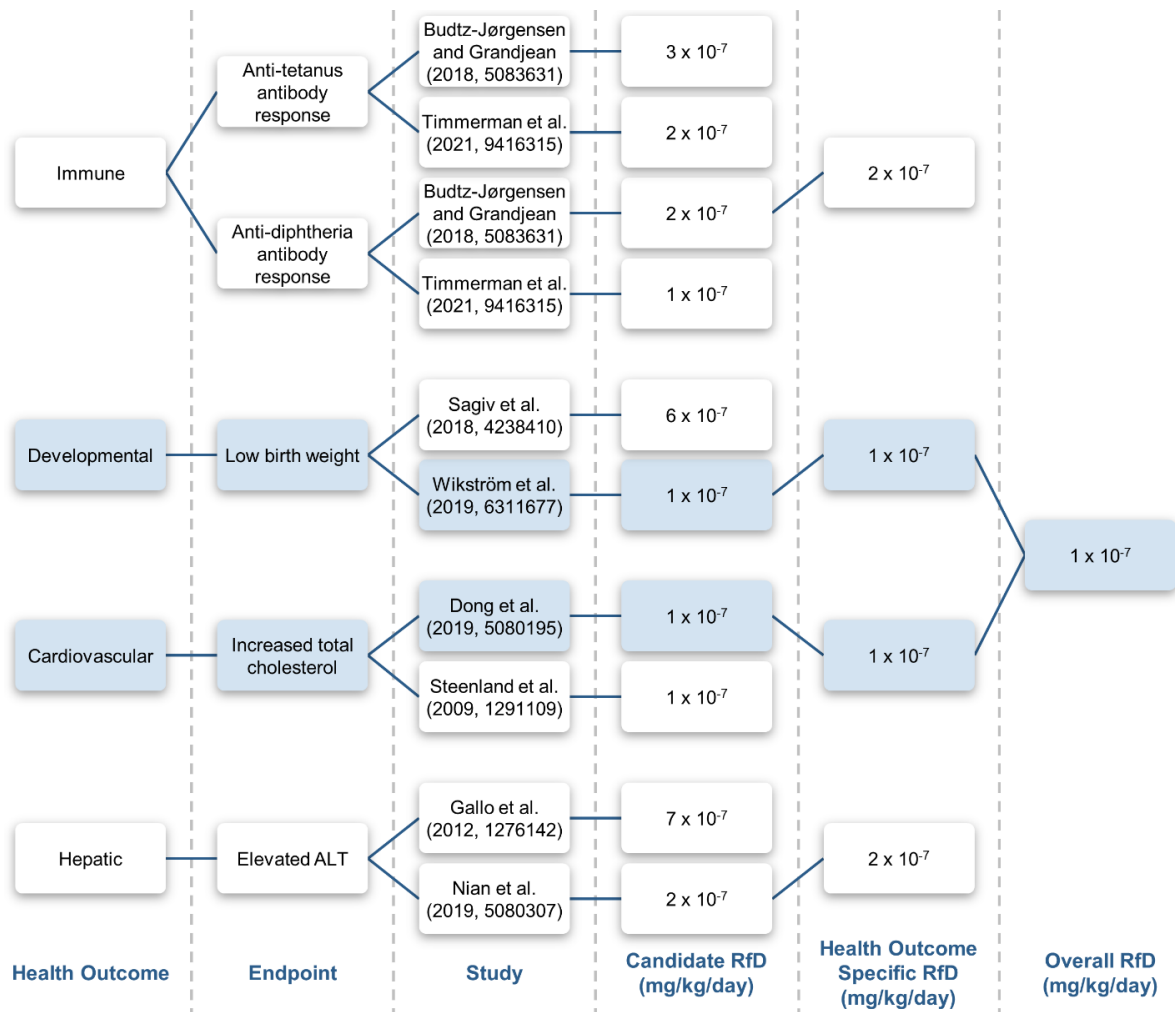 Budtz-Jørgensen
and Grandjean
(2018, 5083631)
3 x 10⁻⁷
Anti-tetanus
antibody
response
Timmerman et al.
(2021, 9416315)
2 x 10⁻⁷
Immune
2 x 10⁻⁷
Budtz-Jørgensen
and Grandjean
(2018, 5083631)
2 x 10⁻⁷
Anti-diphtheria
antibody
response
Timmerman et al.
(2021, 9416315)
1 x 10⁻⁷
Sagiv et al.
(2018, 4238410)
6 x 10⁻⁷
Developmental
Low birth weight
1 x 10⁻⁷
Wikström et al.
(2019, 6311677)
1 x 10⁻⁷
1 x 10⁻⁷
Dong et al.
(2019, 5080195)
1 x 10⁻⁷
Cardiovascular
Increased total
cholesterol
1 x 10⁻⁷
Steenland et al.
(2009, 1291109)
1 x 10⁻⁷
Gallo et al.
(2012, 1276142)
7 x 10⁻⁷
Hepatic
Elevated ALT
2 x 10⁻⁷
Nian et al.
(2019, 5080307)
2 x 10⁻⁷
Health Outcome
Endpoint
Study
Candidate RfD
(mg/kg/day)
Health Outcome
Specific RfD
(mg/kg/day)
Overall RfD
(mg/kg/day)